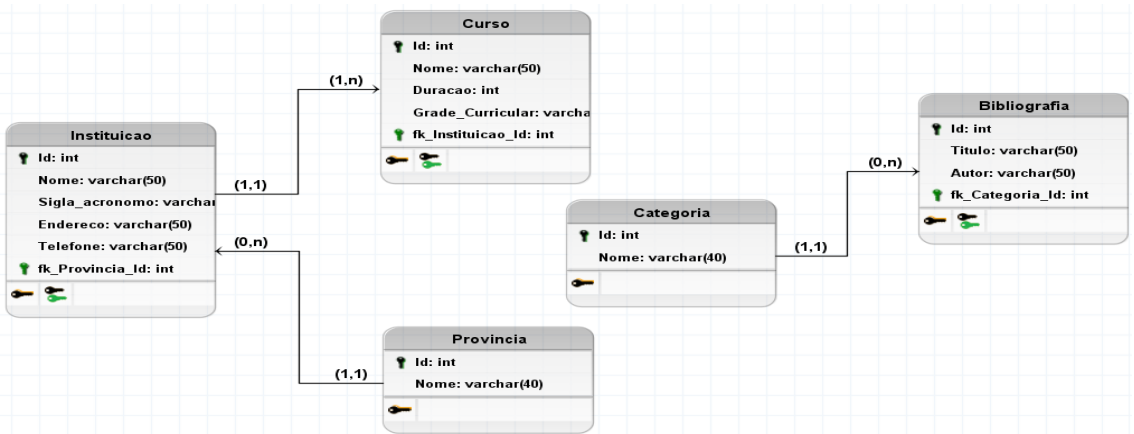 Curso
Id: int
Nome: varchar(50)
Duracao: int
Grade_Curricular: varcha
fk_Instituicao_Id: int
(1,n)
Instituicao
Id: int
Nome: varchar(50)
Sigla_acronomo: varchar
Endereco: varchar(50)
Telefone: varchar(50)
fk_Provincia_Id: int
(1,1)
(0,n)
Provincia
Id: int
Nome: varchar(40)
(1,1)
Categoria
Id: int
Nome: varchar(40)
(1,1)
(0,n)
Bibliografia
Id: int
Titulo: varchar(50)
Autor: varchar(50)
fk_Categoria_Id: int